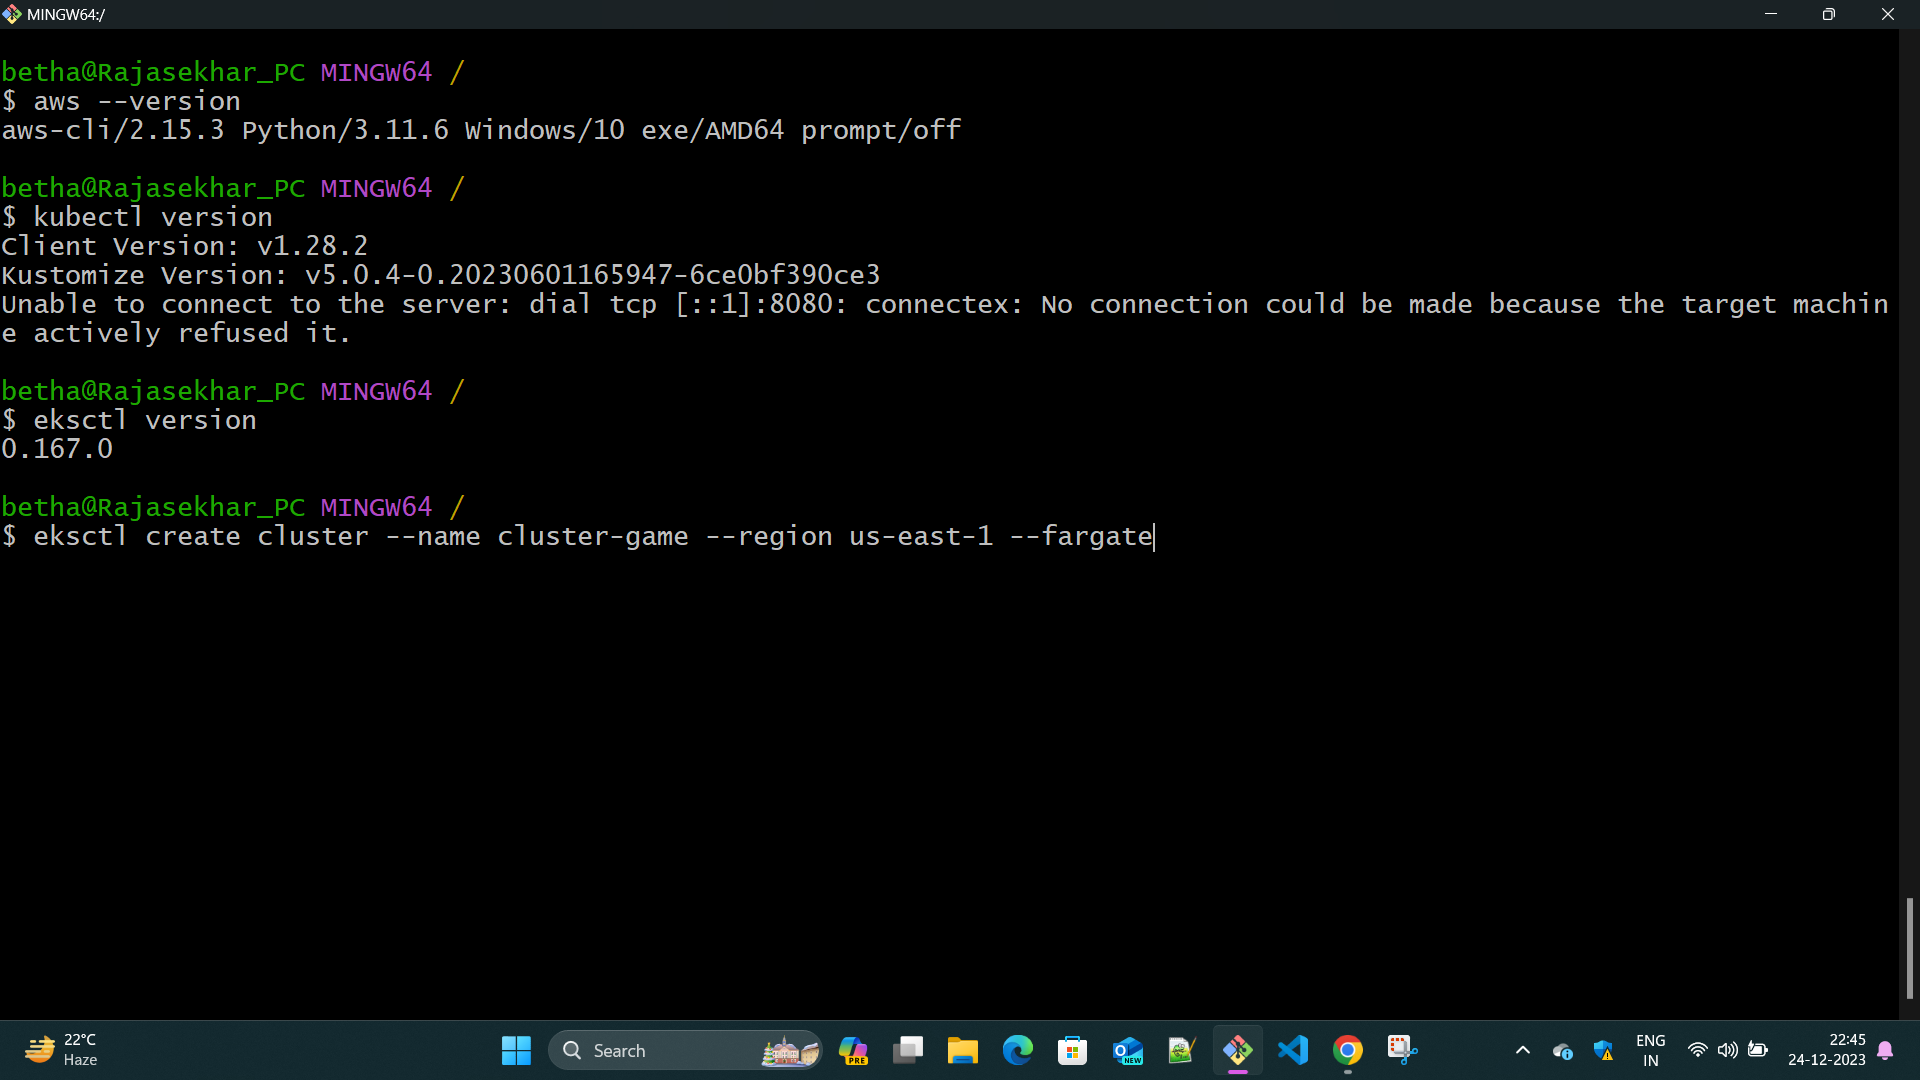 MINGW64:/
betha@Rajasekhar_PC MINGW64 /
$ aws --version
aws-cli/2.15.3 Python/3.11.6 Windows/10 exe/AMD64 prompt/off
betha@Rajasekhar_PC MINGW64 /
$ kubectl version
Client Version: v1.28.2
Kustomize Version: v5.0.4-0.20230601165947-6ce0bf390ce3
Unable to connect to the server: dial tcp [::1]:8080: connectex: No connection could be made because the target machin
e actively refused it.
betha@Rajasekhar_PC MINGW64 /
$ eksctl version
0.167.0
betha@Rajasekhar_PC MINGW64 /
$ eksctl create cluster --name cluster-game --region us-east-1 --fargate
22°C
Haze
Search
PRE
NEW
ENG
IN
22:45
24-12-2023